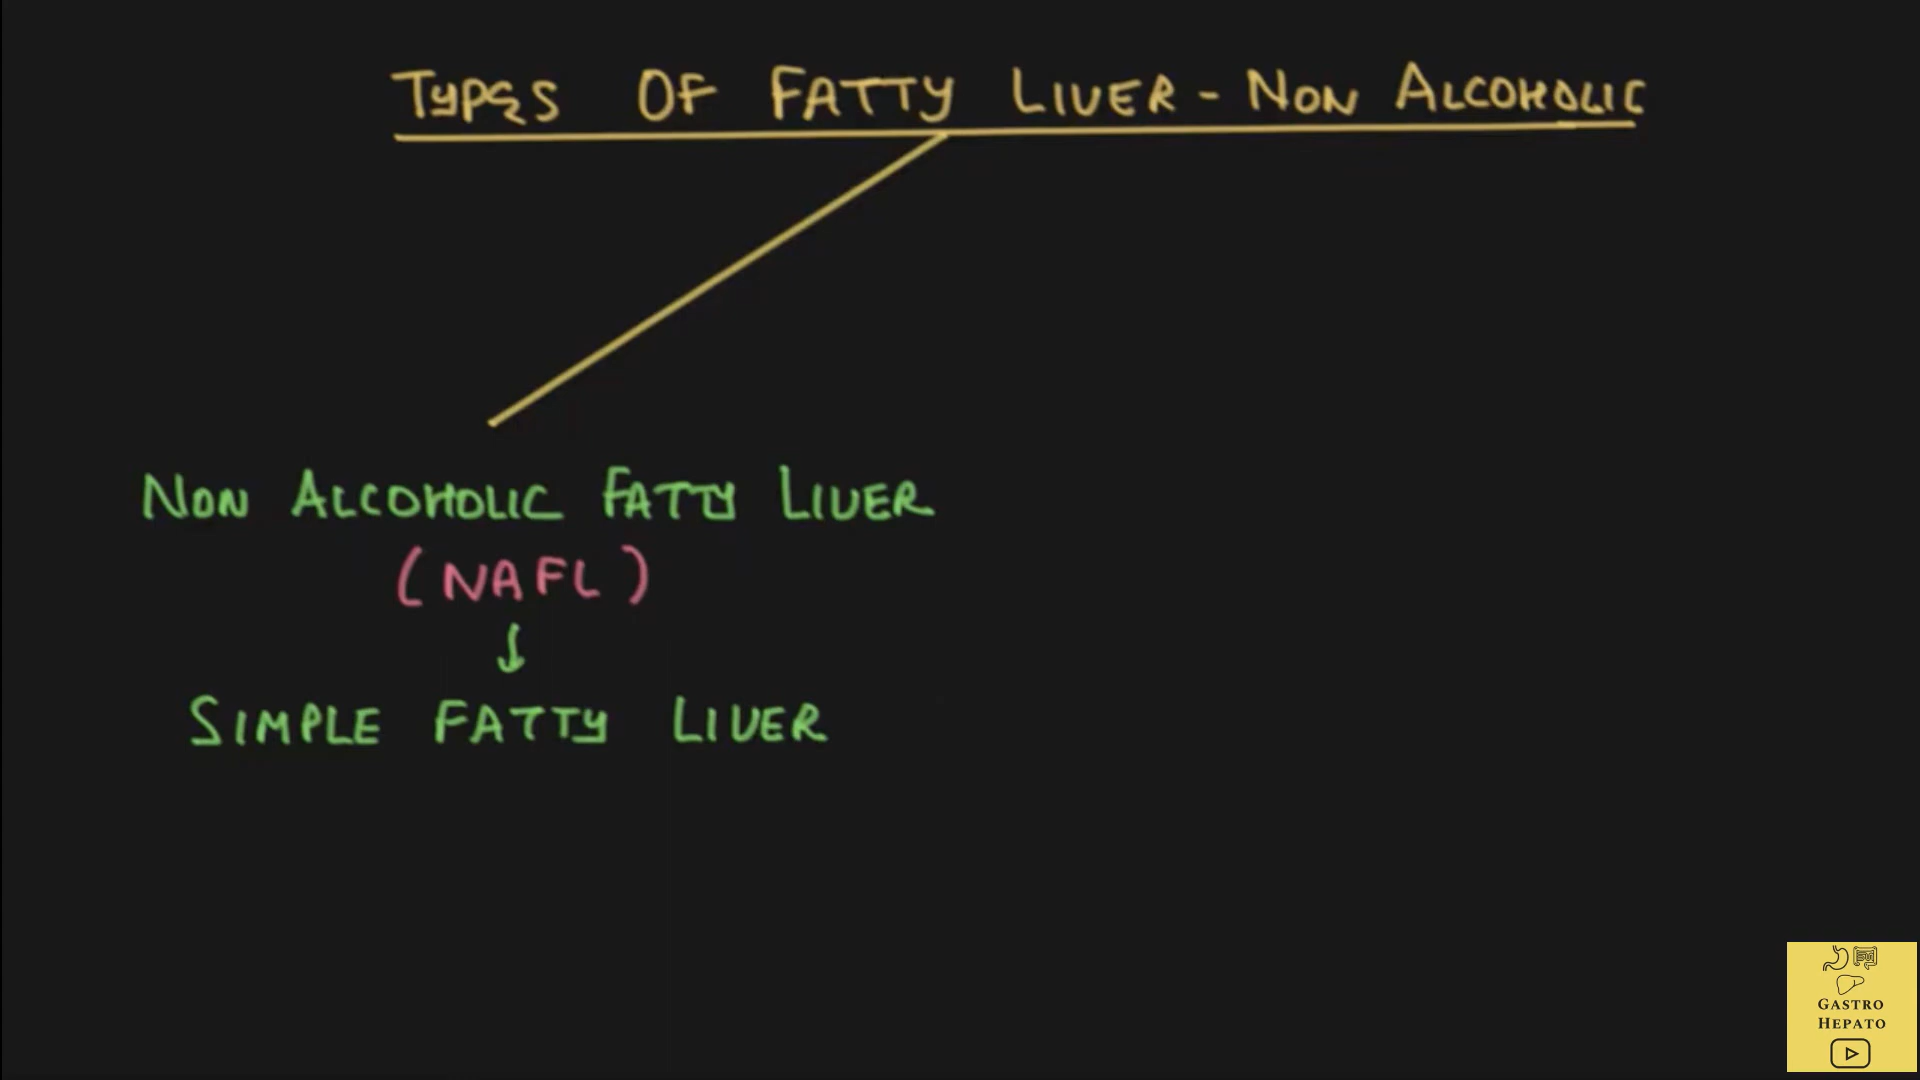 TYPES OF FATTY LIVER - NON ALCOHOLIC
NON ALCOHOLIC FATTY LIVER
(NAFL)
↓
SIMPLE FATTY LIVER
GASTRO
HEPATO